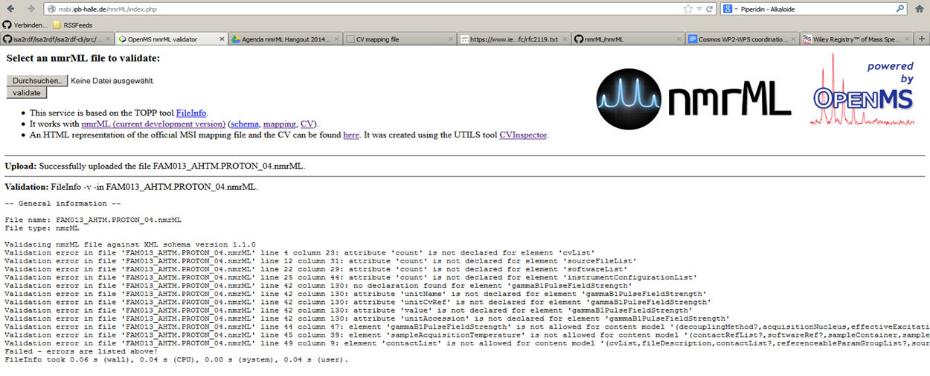 msbi.ipb-halle.de/nmrML/index.php
Piperidin - Alkaloide
Verbinden...
RSSFeeds
isa2rdf/isa2rdf/isa2rdf-cli/src/...
OpenMS nmrML validator
Agenda nmrML Hangout 2014...
CV mapping file
https://www.ie...fc/rfc2119.txt
nmrML/nmrML
Cosmos WP2-WP5 coordinatio...
Wiley Registry™ of Mass Spe...
Select an nmrML file to validate:
Durchsuchen.. Keine Datei ausgewählt.
validate
This service is based on the TOPP tool FileInfo.
It works with nmrML (current development version) (schema, mapping, CV).
An HTML representation of the official MSI mapping file and the CV can be found here. It was created using the UTILS tool CVInspector.
nmrML
powered
by
OPENMS
Upload: Successfully uploaded the file FAM013_AHTM.PROTON_04.nmrML.
Validation: FileInfo -v -in FAM013_AHTM.PROTON_04.nmrML.
-- General information --
File name: FAM013_AHTM.PROTON_04.nmrML
File type: nmrML
Validating nmrML file against XML schema version 1.1.0
Validation error in file 'FAM013_AHTM.PROTON_04.nmrML' line 4 column 23: attribute 'count' is not declared for element 'cvList'
Validation error in file 'FAM013_AHTM.PROTON_04.nmrML' line 12 column 31: attribute 'count' is not declared for element 'sourceFileList'
Validation error in file 'FAM013_AHTM.PROTON_04.nmrML' line 22 column 29: attribute 'count' is not declared for element 'softwareList'
Validation error in file 'FAM013_AHTM.PROTON_04.nmrML' line 25 column 44: attribute 'count' is not declared for element 'instrumentConfigurationList'
Validation error in file 'FAM013_AHTM.PROTON_04.nmrML' line 42 column 130: no declaration found for element 'gammaB1PulseFieldStrength'
Validation error in file 'FAM013_AHTM.PROTON_04.nmrML' line 42 column 130: attribute 'unitName' is not declared for element 'gammaB1PulseFieldStrength'
Validation error in file 'FAM013_AHTM.PROTON_04.nmrML' line 42 column 130: attribute 'unitCvRef' is not declared for element 'gammaB1PulseFieldStrength'
Validation error in file 'FAM013_AHTM.PROTON_04.nmrML' line 42 column 130: attribute 'value' is not declared for element 'gammaB1PulseFieldStrength'
Validation error in file 'FAM013_AHTM.PROTON_04.nmrML' line 42 column 130: attribute 'unitAccession' is not declared for element 'gammaB1PulseFieldStrength'
Validation error in file 'FAM013_AHTM.PROTON_04.nmrML' line 44 column 47: element 'gammaB1PulseFieldStrength' is not allowed for content model '(decouplingMethod?,acquisitionNucleus,effectiveExcitati
Validation error in file 'FAM013_AHTM.PROTON_04.nmrML' line 45 column 39: element 'sampleAcquisitionTemperature' is not allowed for content model '(contactRefList?,softwareRef?,sampleContainer,sampl
Validation error in file 'FAM013_AHTM.PROTON_04.nmrML' line 49 column 9: element 'contactList' is not allowed for content model '(cvList,fileDescription,contactList?,referenceableParamGroupList?,sour
Failed - errors are listed above!
FileInfo took 0.06 s (wall), 0.04 s (CPU), 0.00 s (system), 0.04 s (user).